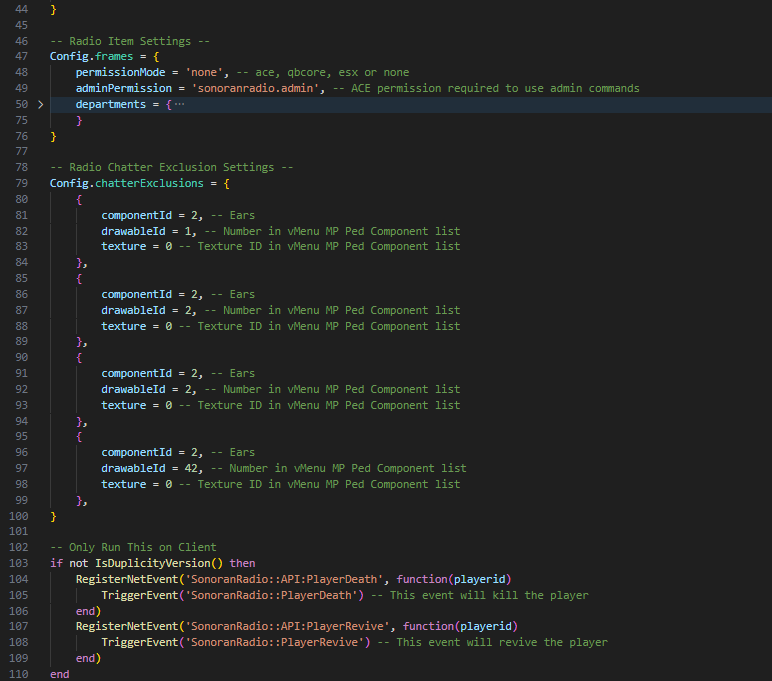 44 }
45
46 -- Radio Item Settings --
47 Config.frames = {
48     permissionMode = 'none', -- ace, qbcore, esx or none
49     adminPermission = 'sonoranradio.admin', -- ACE permission required to use admin commands
50 >     departments = {···
75     }
76 }
77
78 -- Radio Chatter Exclusion Settings --
79 Config.chatterExclusions = {
80     {
81         componentId = 2, -- Ears
82         drawableId = 1, -- Number in vMenu MP Ped Component list
83         texture = 0 -- Texture ID in vMenu MP Ped Component list
84     },
85     {
86         componentId = 2, -- Ears
87         drawableId = 2, -- Number in vMenu MP Ped Component list
88         texture = 0 -- Texture ID in vMenu MP Ped Component list
89     },
90     {
91         componentId = 2, -- Ears
92         drawableId = 2, -- Number in vMenu MP Ped Component list
93         texture = 0 -- Texture ID in vMenu MP Ped Component list
94     },
95     {
96         componentId = 2, -- Ears
97         drawableId = 42, -- Number in vMenu MP Ped Component list
98         texture = 0 -- Texture ID in vMenu MP Ped Component list
99     },
100 }
101
102 -- Only Run This on Client
103 if not IsDuplicityVersion() then
104     RegisterNetEvent('SonoranRadio::API:PlayerDeath', function(playerid)
105         TriggerEvent('SonoranRadio::PlayerDeath') -- This event will kill the player
106     end)
107     RegisterNetEvent('SonoranRadio::API:PlayerRevive', function(playerid)
108         TriggerEvent('SonoranRadio::PlayerRevive') -- This event will revive the player
109     end)
110 end